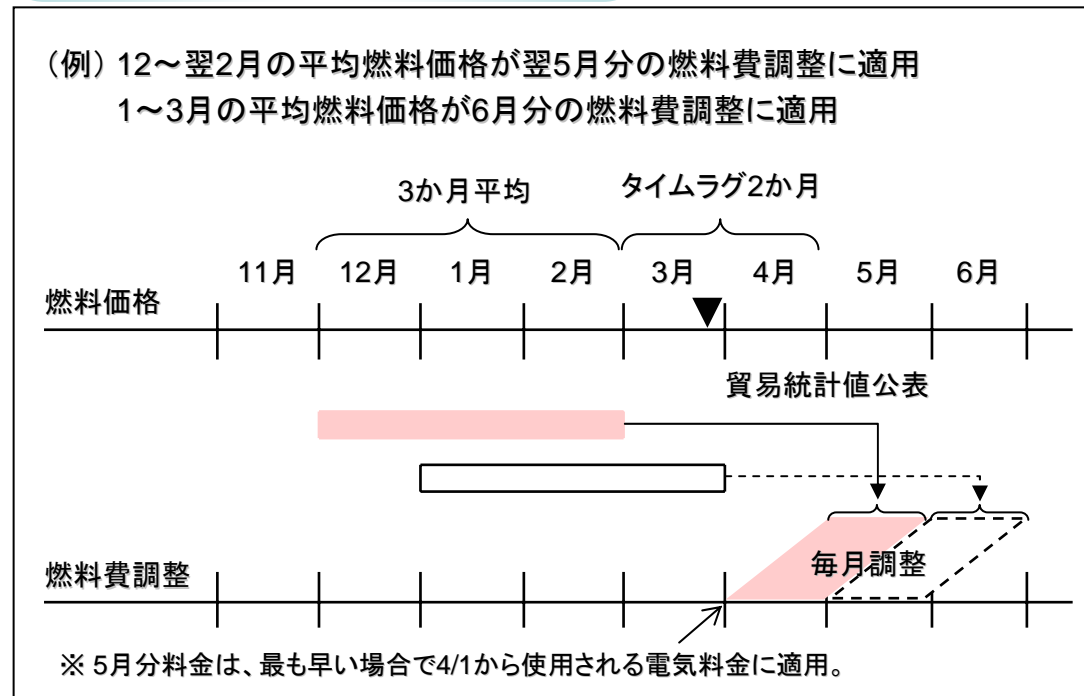 （例）12～翌2月の平均燃料価格が翌5月分の燃料費調整に適用
1～3月の平均燃料価格が6月分の燃料費調整に適用
3か月平均
タイムラグ2か月
11月
12月
1月
2月
3月
4月
5月
6月
燃料価格
貿易統計値公表
毎月調整
燃料費調整
※ 5月分料金は、最も早い場合で4/1から使用される電気料金に適用。